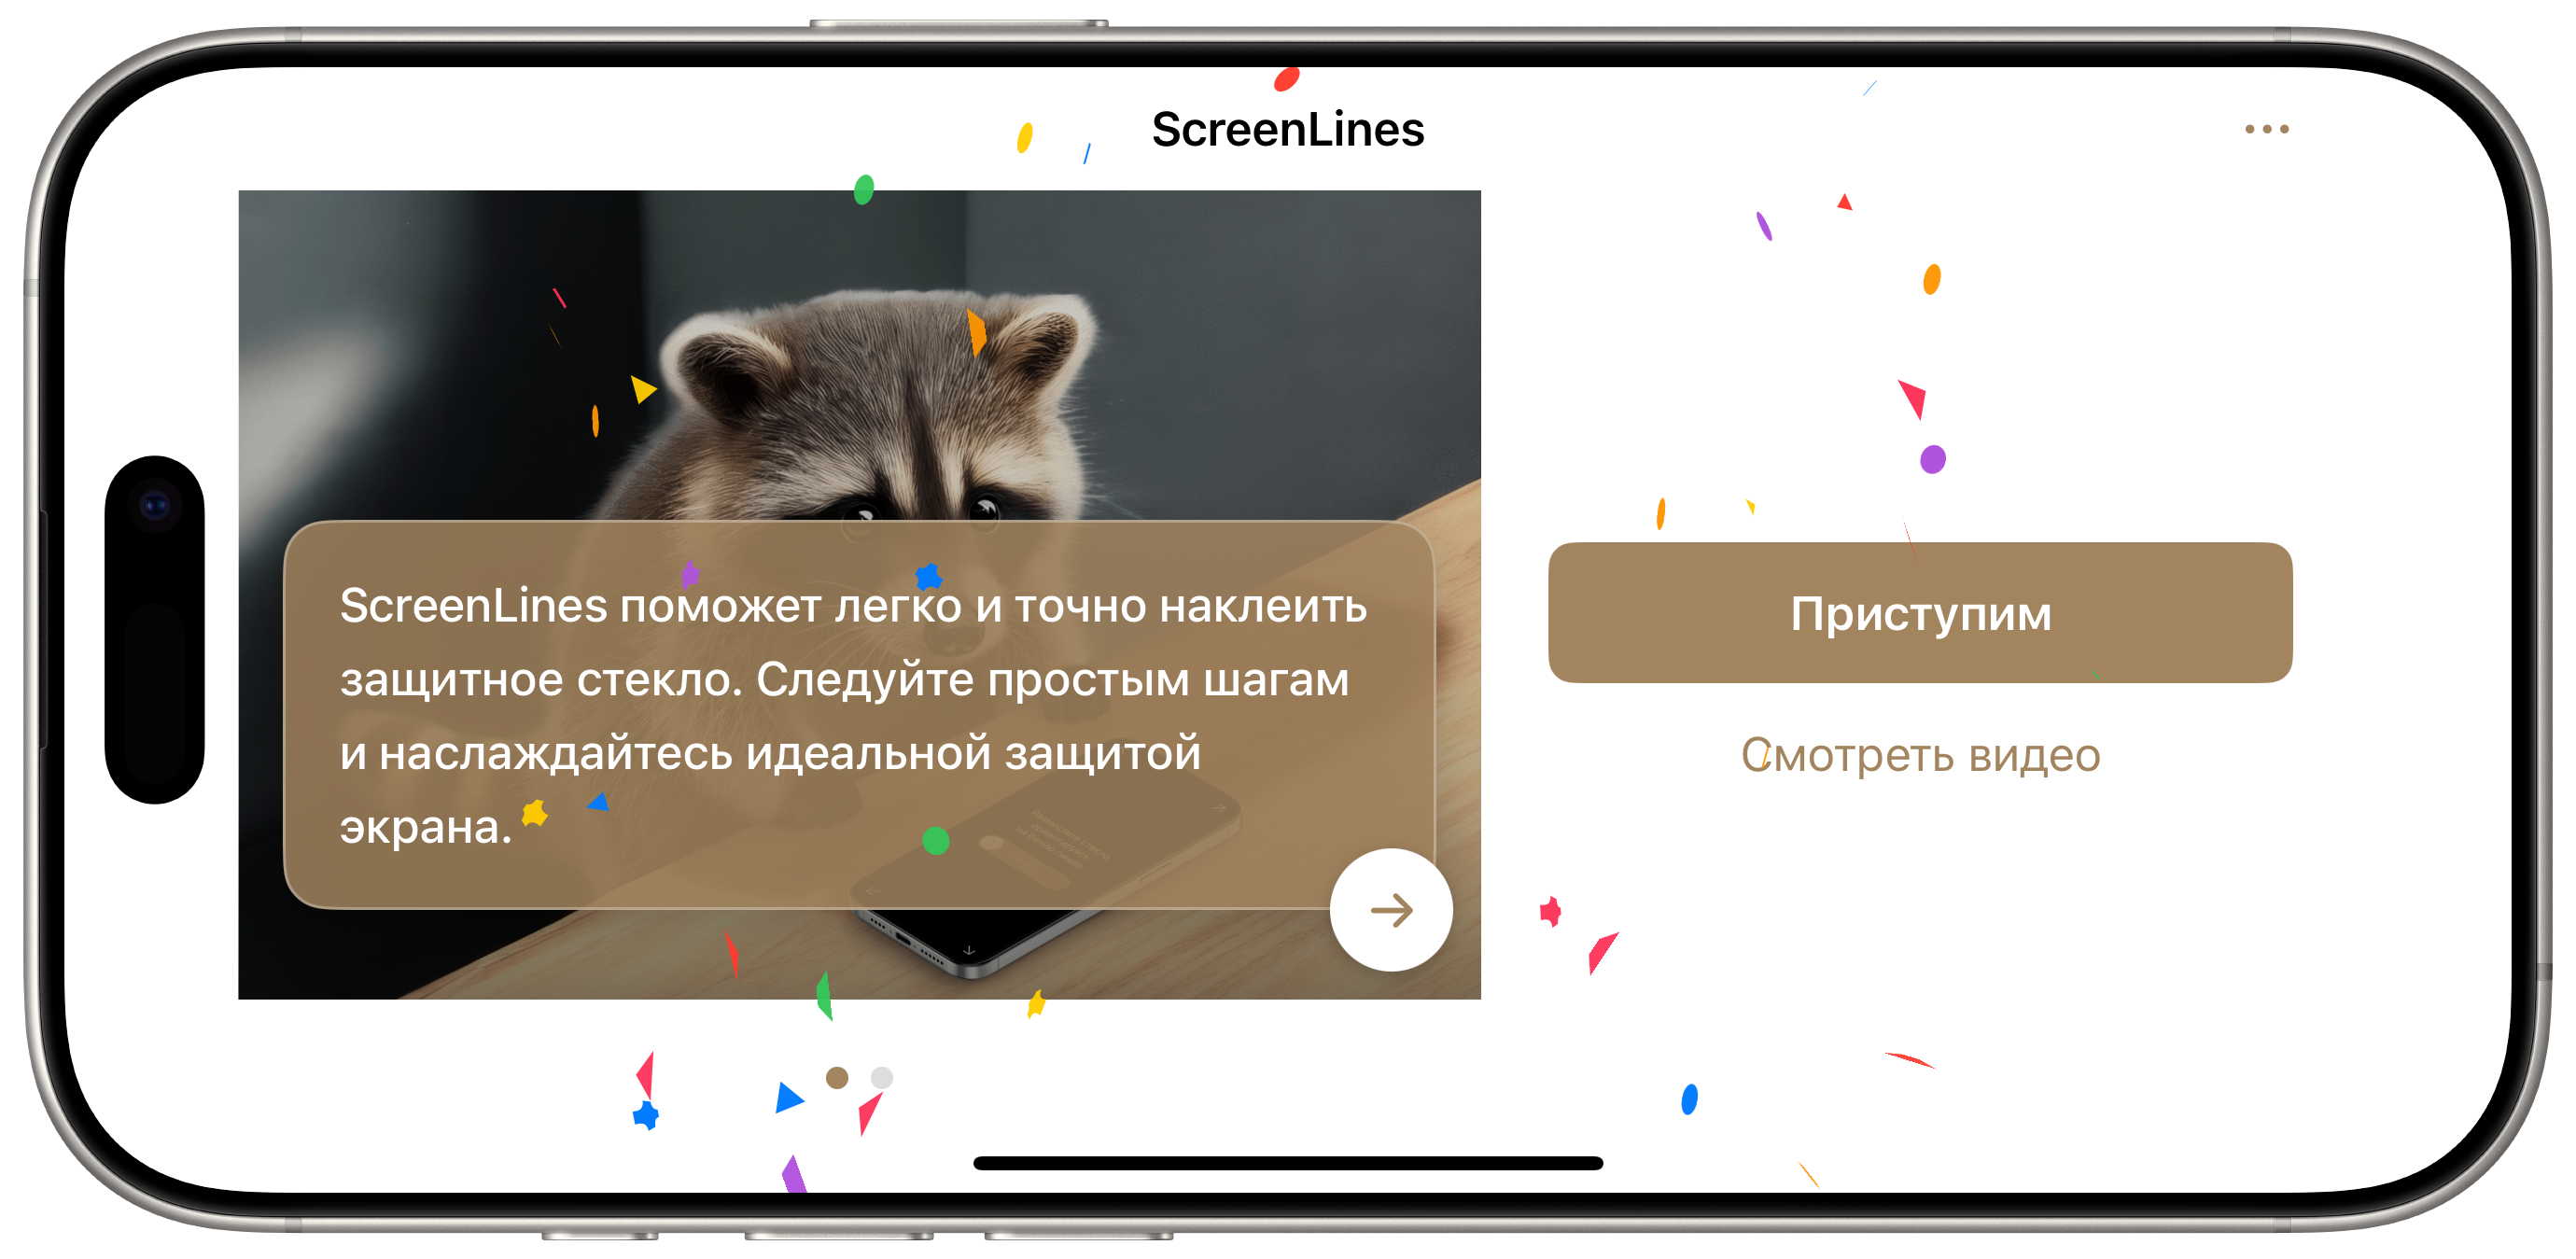 ScreenLines
ScreenLines поможет легко и точно наклеить
защитное стекло. Следуйте простым шагам
и наслаждайтесь идеальной защитой
экрана.
Приступим
Смотреть видео